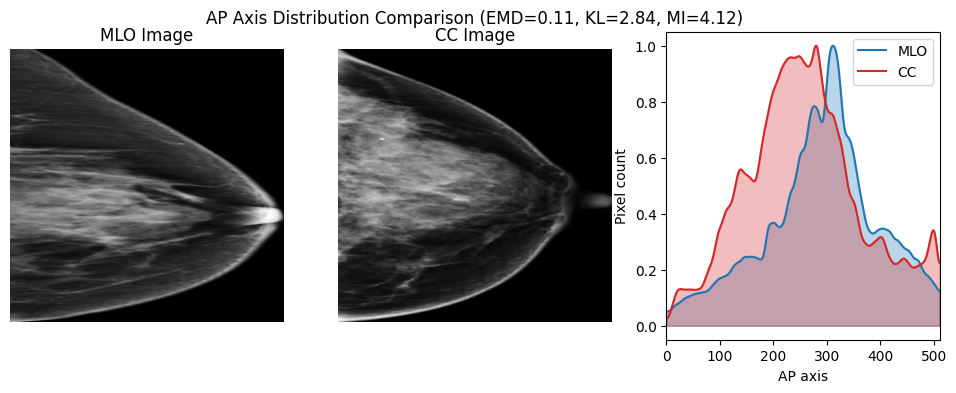 AP Axis Distribution Comparison (EMD=0.11, KL=2.84, MI=4.12)
MLO Image
CC Image
MLO
CC
Pixel count
1.0
0.8
0.6
0.4
0.2
0.0
0 100 200 300 400 500
AP axis